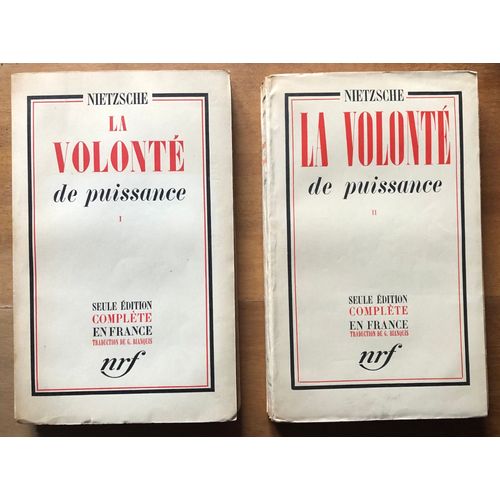 NIETZSCHE
LA
VOLONTÉ
de puissance
I
SEULE ÉDITION
COMPLÈTE
EN FRANCE
TRADUCTION DE G. BIANQUIS
nrf
NIETZSCHE
LA VOLONTÉ
de puissance
II
SEULE ÉDITION
COMPLÈTE
EN FRANCE
TRADUCTION DE G. BIANQUIS
nrf